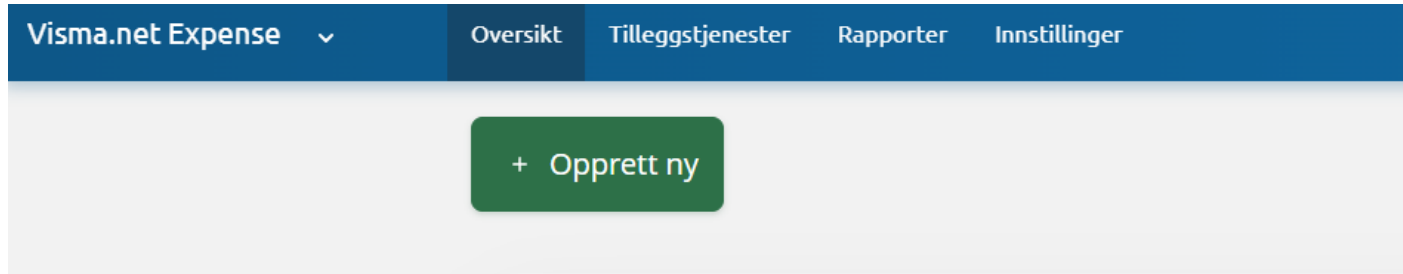 Visma.net Expense Oversikt Tilleggstjenester Rapporter Innstillinger
+ Opprett ny